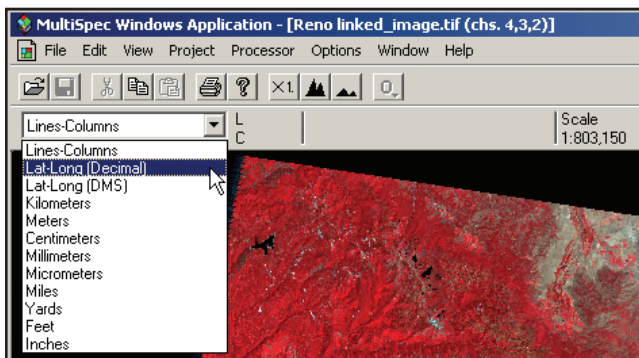 MultiSpec Windows Application - [Reno linked_image.tif (chs. 4,3,2)]
File Edit View Project Processor Options Window Help
×1.
0.
Lines-Columns
L
C
Scale
1:803,150
Lines-Columns
Lat-Long (Decimal)
Lat-Long (DMS)
Kilometers
Meters
Centimeters
Millimeters
Micrometers
Miles
Yards
Feet
Inches